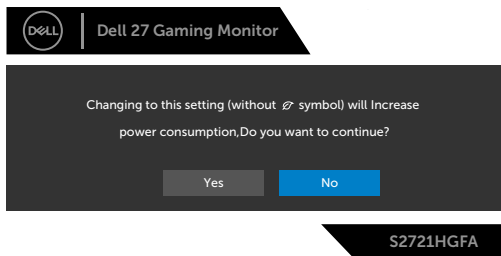 DELL
Dell 27 Gaming Monitor
Changing to this setting (without symbol) will Increase
power consumption,Do you want to continue?
Yes
No
S2721HGFA